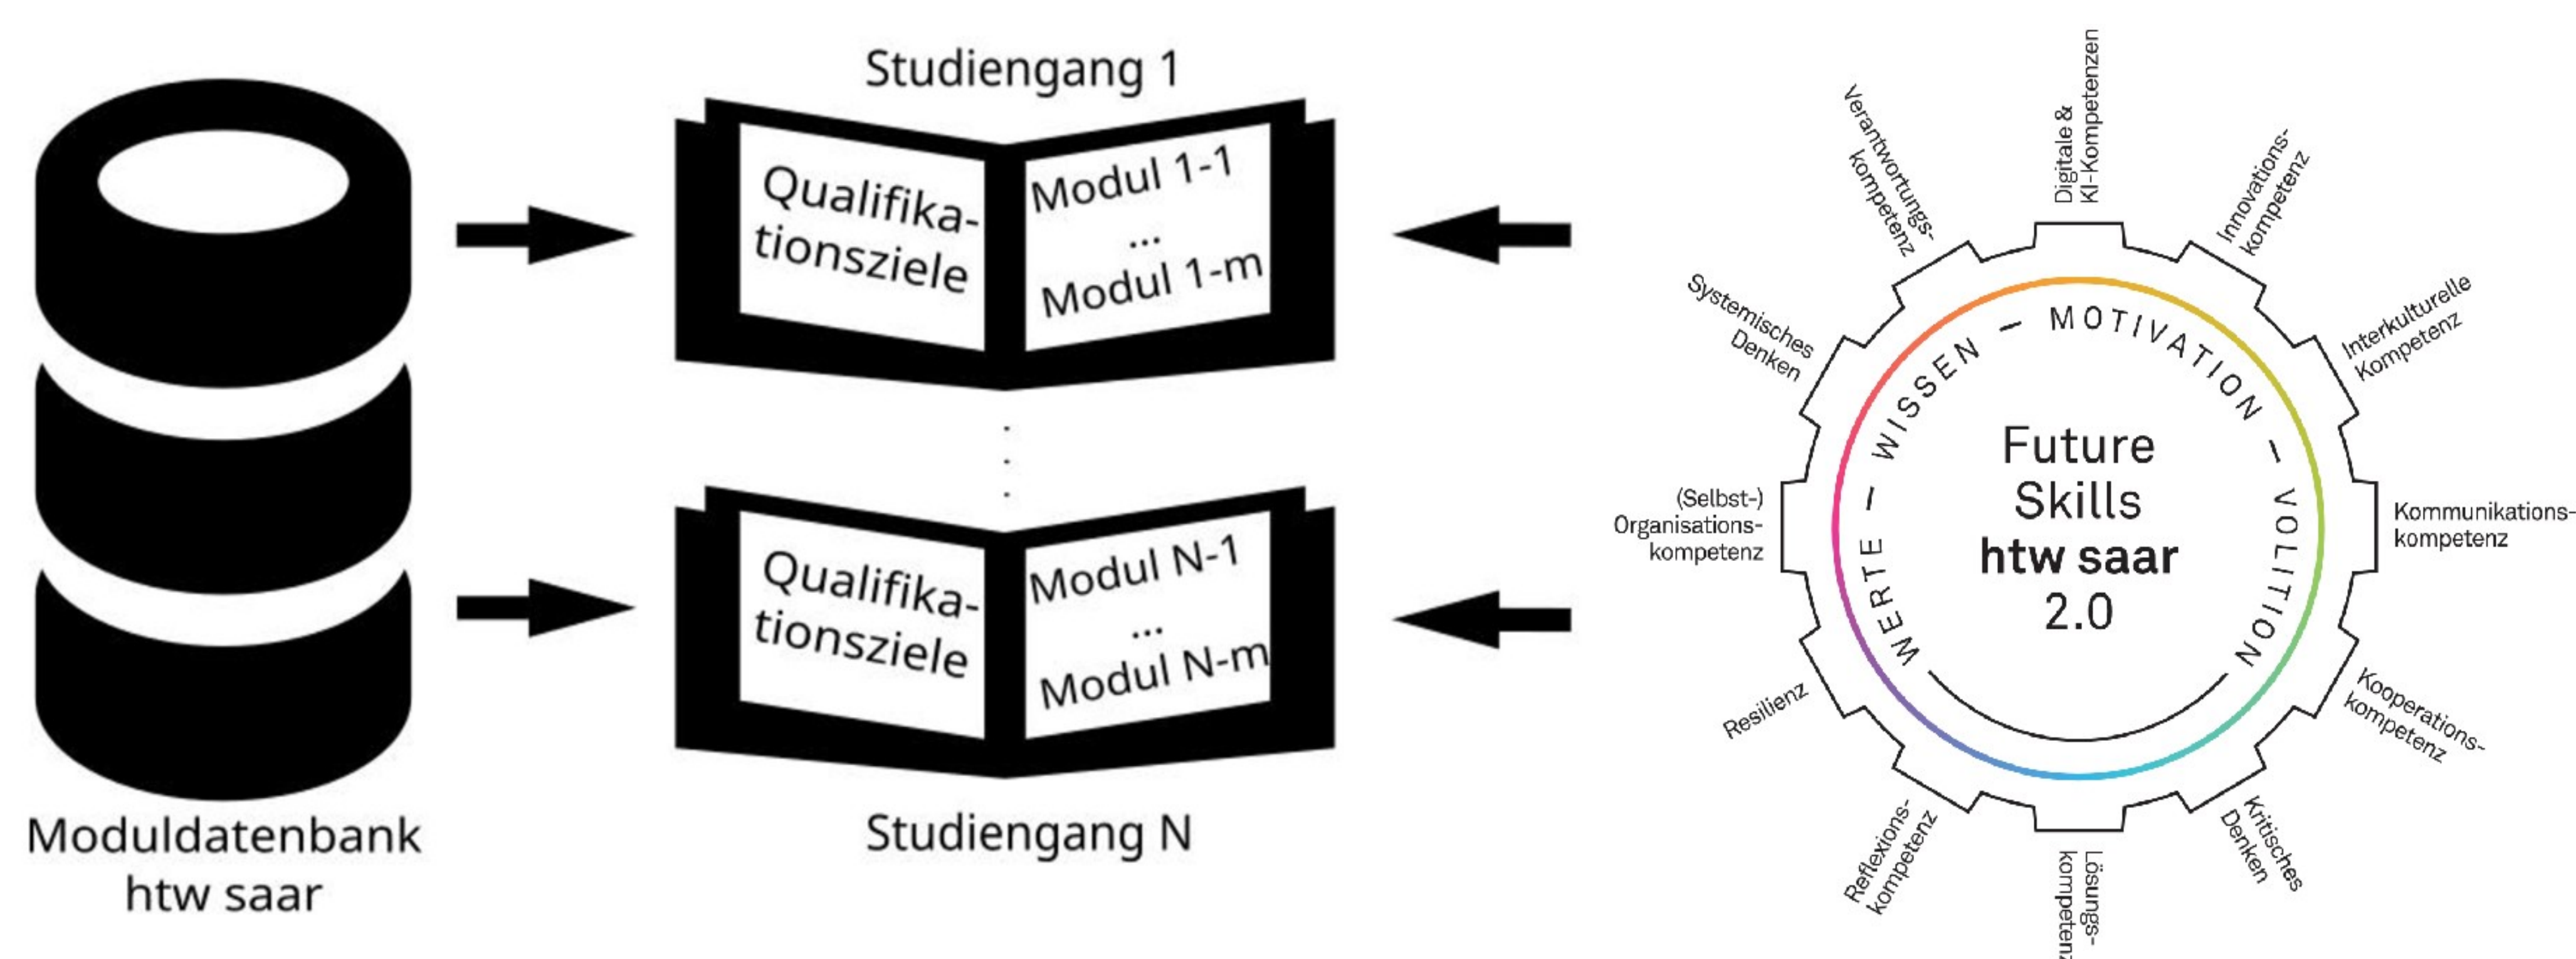 Moduldatenbank
htw saar
Studiengang 1
Qualifika-
tionsziele
Modul 1-1
...
Modul 1-m
Qualifika-
tionsziele
Modul N-1
...
Modul N-m
Studiengang N
Digitale &
KI-Kompetenzen
Innovations-
kompetenz
Interkulturelle
Kompetenz
Kommunikations-
kompetenz
Kooperations-
kompetenz
Kritisches
Denken
Lösungs-
kompetenz
Reflexions-
kompetenz
Resilienz
(Selbst-)
Organisations-
kompetenz
Systemisches
Denken
Verantwortungs-
kompetenz
WERTE – WISSEN – MOTIVATION – VOLITION
Future
Skills
htw saar
2.0